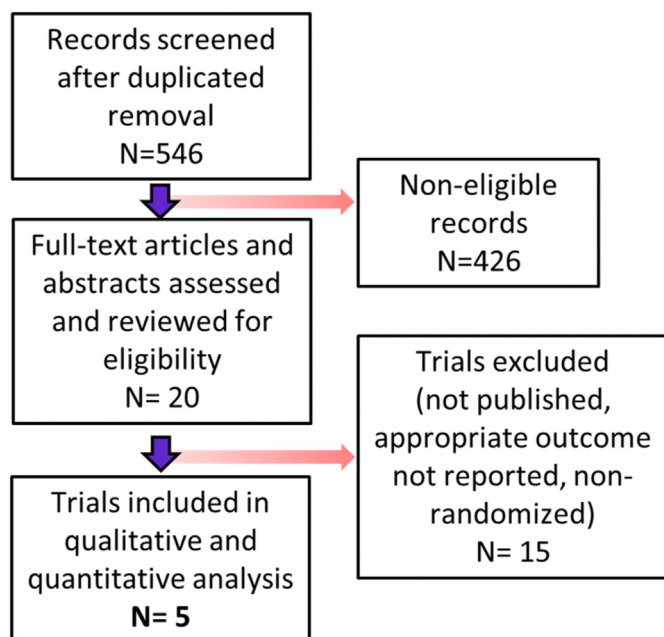 Records screened
after duplicated
removal
N=546
Non-eligible
records
N=426
Full-text articles and
abstracts assessed
and reviewed for
eligibility
N= 20
Trials excluded
(not published,
appropriate outcome
not reported, non-
randomized)
N= 15
Trials included in
qualitative and
quantitative analysis
N= 5